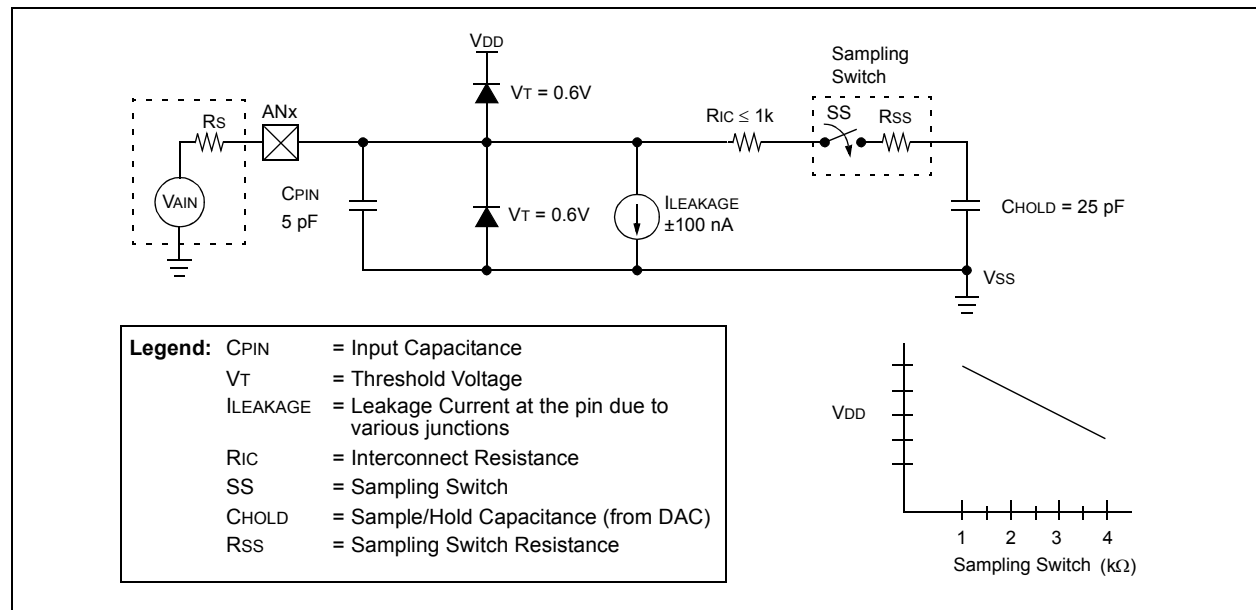 VDD
Sampling
Switch
VT = 0.6V
RS
ANx
RIC ≤ 1k
SS
RSS
VAIN
CPIN
5 pF
VT = 0.6V
ILEAKAGE
±100 nA
CHOLD = 25 pF
VSS
Legend: CPIN = Input Capacitance
VT = Threshold Voltage
ILEAKAGE = Leakage Current at the pin due to
various junctions
RIC = Interconnect Resistance
SS = Sampling Switch
CHOLD = Sample/Hold Capacitance (from DAC)
RSS = Sampling Switch Resistance
VDD
1 2 3 4
Sampling Switch (kΩ)